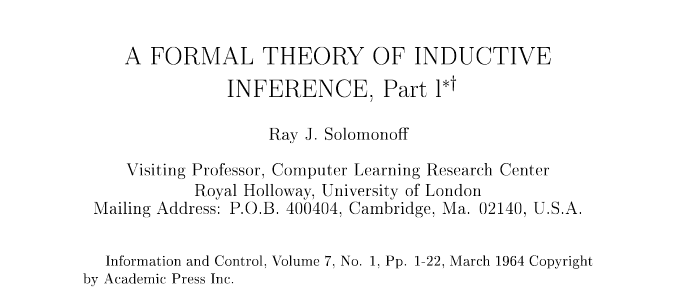 A FORMAL THEORY OF INDUCTIVE
INFERENCE, Part l*†
Ray J. Solomonoff
Visiting Professor, Computer Learning Research Center
Royal Holloway, University of London
Mailing Address: P.O.B. 400404, Cambridge, Ma. 02140, U.S.A.
Information and Control, Volume 7, No. 1, Pp. 1-22, March 1964 Copyright
by Academic Press Inc.